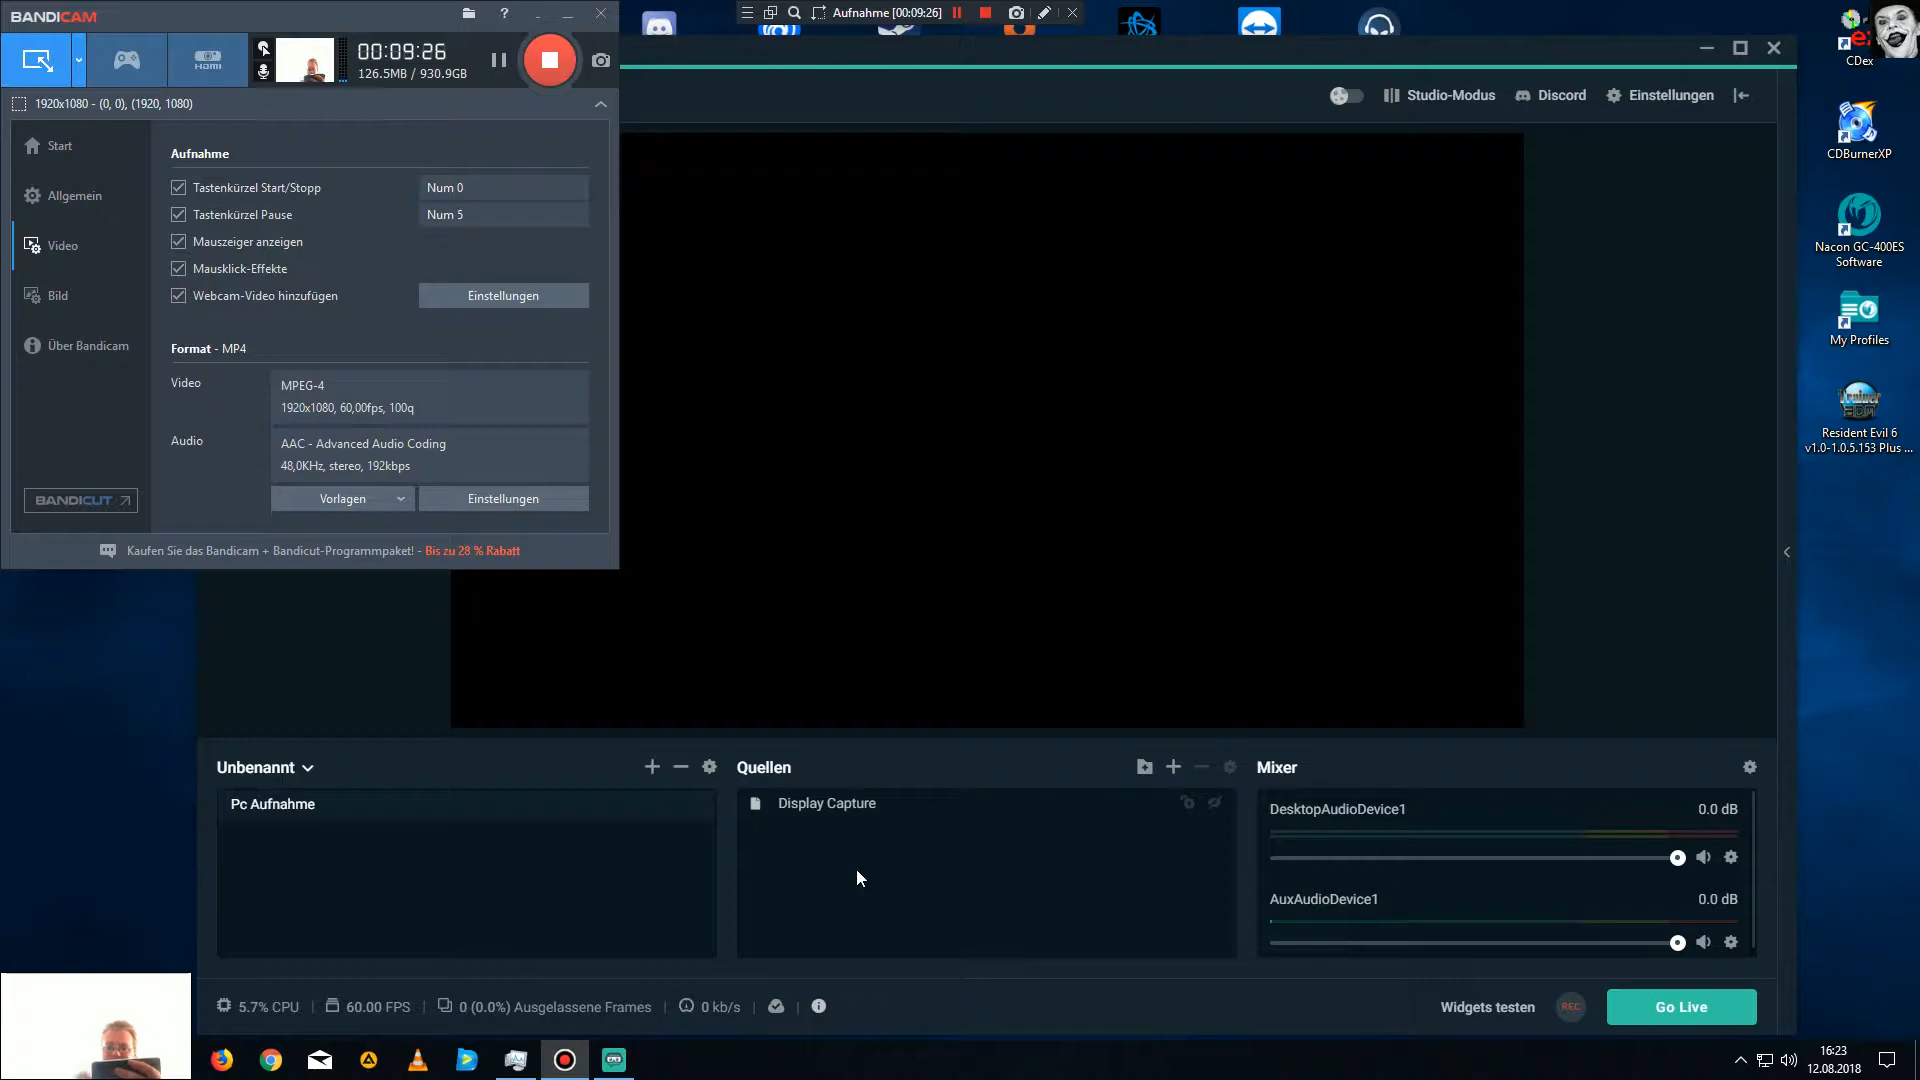 BANDICAM
?
Aufnahme [00:09:26]
HDMI
00:09:26
126.5MB / 930.9GB
1920x1080 - (0, 0), (1920, 1080)
Start
Allgemein
Video
Bild
Über Bandicam
BANDICUT
Aufnahme
Tastenkürzel Start/Stopp
Num 0
Tastenkürzel Pause
Num 5
Mauszeiger anzeigen
Mausklick-Effekte
Webcam-Video hinzufügen
Einstellungen
Format - MP4
Video
MPEG-4
1920x1080, 60,00fps, 100q
Audio
AAC - Advanced Audio Coding
48,0KHz, stereo, 192kbps
Vorlagen
Einstellungen
Kaufen Sie das Bandicam + Bandicut-Programmpaket! - Bis zu 28 % Rabatt
Studio-Modus
Discord
Einstellungen
CDex
CDBurnerXP
Nacon GC-400ES
Software
My Profiles
Resident Evil 6
v1.0-1.0.5.153 Plus ...
Unbenannt
Pc Aufnahme
Quellen
Display Capture
Mixer
DesktopAudioDevice1
0.0 dB
AuxAudioDevice1
0.0 dB
5.7% CPU
60.00 FPS
0 (0.0%) Ausgelassene Frames
0 kb/s
Widgets testen
REC
Go Live
16:23
12.08.2018